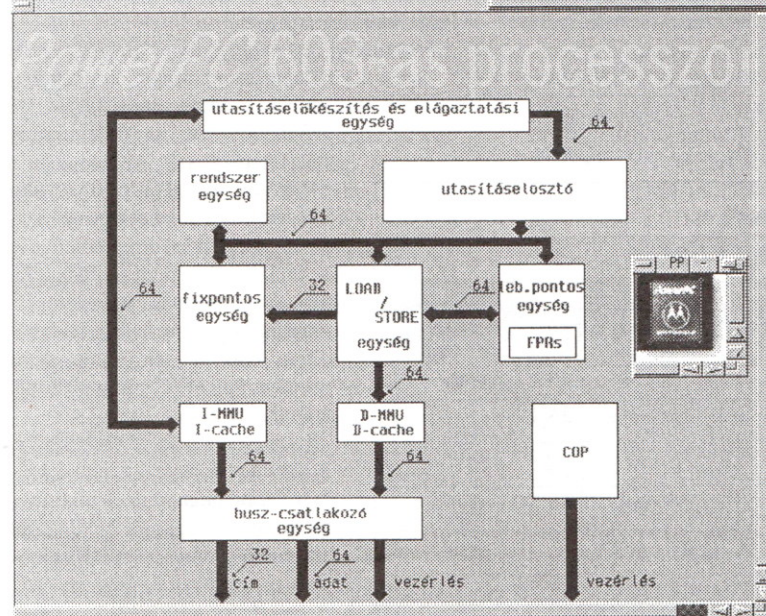 PowerPC 603-as processzor
utasításelőkészítés és elágaztatási
egység
64
rendszer
egység
utasításelosztó
64
64
fixpontos
egység
32
LOAD
/
STORE
egység
64
leb.pontos
egység
FPRs
PP
64
I-MMU
I-cache
D-MMU
D-cache
COP
64
64
busz-csatlakozó
egység
32
64
cím
adat
vezérlés
vezérlés